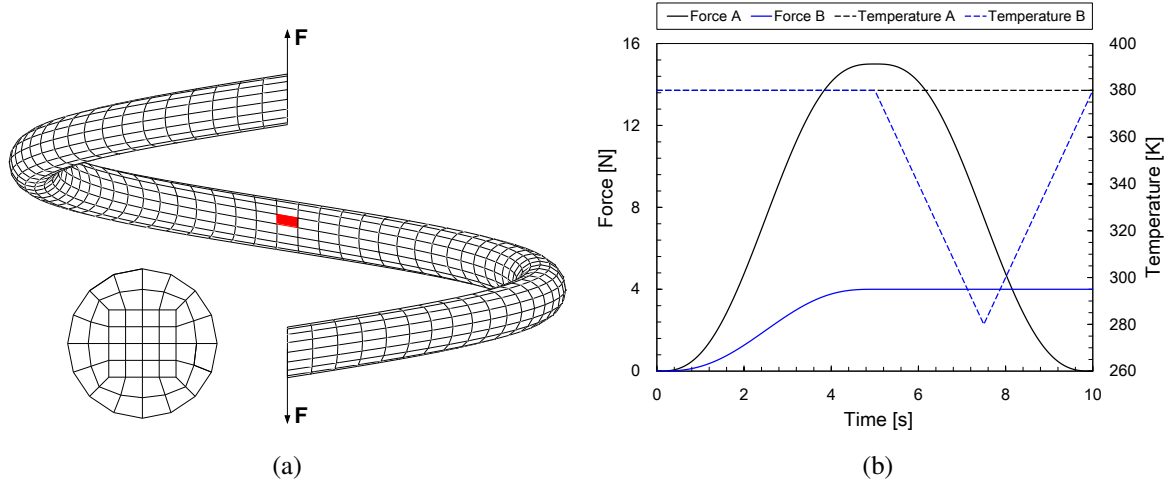 F
F
(a)
Force A Force B Temperature A Temperature B
16
12
8
4
0
Force [N]
400
380
360
340
320
300
280
260
Temperature [K]
0 2 4 6 8 10
Time [s]
(b)